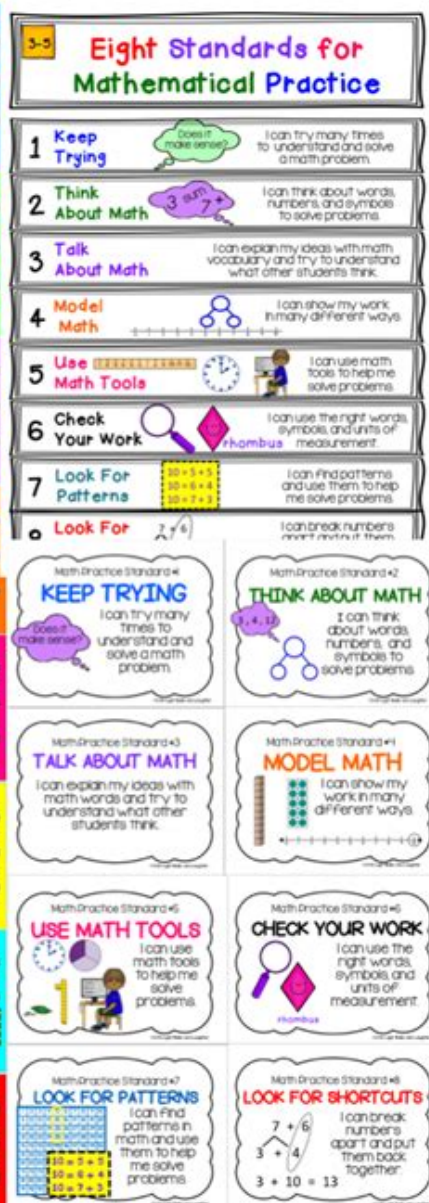 3-5
Eight Standards for
Mathematical Practice
1 Keep
Trying
Does it
make sense?
I can try many times
to understand and solve
a math problem.
2 Think
About Math
3 sum
7 +
I can think about words,
numbers, and symbols
to solve problems.
3 Talk
About Math
I can explain my ideas with math
vocabulary and try to understand
what other students think.
4 Model
Math
I can show my work
in many different ways.
5 Use
Math Tools
I can use math
tools to help me
solve problems.
6 Check
Your Work
rhombus
I can use the right words,
symbols, and units of
measurement.
7 Look For
Patterns
10 = 5 + 5
10 = 6 + 4
10 = 7 + 3
I can find patterns
and use them to help
me solve problems.
8 Look For
7 + 6
I can break numbers
apart and put them
Math Practice Standard #1
KEEP TRYING
Does it
make sense?
I can try many
times to
understand and
solve a math
problem.
Math Practice Standard #2
THINK ABOUT MATH
3, 4, 12
I can think
about words,
numbers, and
symbols to
solve problems.
Math Practice Standard #3
TALK ABOUT MATH
I can explain my ideas with
math words and try to
understand what other
students think.
Math Practice Standard #4
MODEL MATH
I can show my
work in many
different ways.
Math Practice Standard #5
USE MATH TOOLS
I can use
math tools
to help me
solve
problems.
Math Practice Standard #6
CHECK YOUR WORK
I can use the
right words,
symbols, and
units of
measurement.
rhombus
Math Practice Standard #7
LOOK FOR PATTERNS
I can find
patterns in
math and use
them to help
me solve
problems.
10 = 5 + 5
10 = 6 + 4
10 = 7 + 3
Math Practice Standard #8
LOOK FOR SHORTCUTS
7 + 6
3 + 4
3 + 10 = 13
I can break
numbers
apart and put
them back
together.